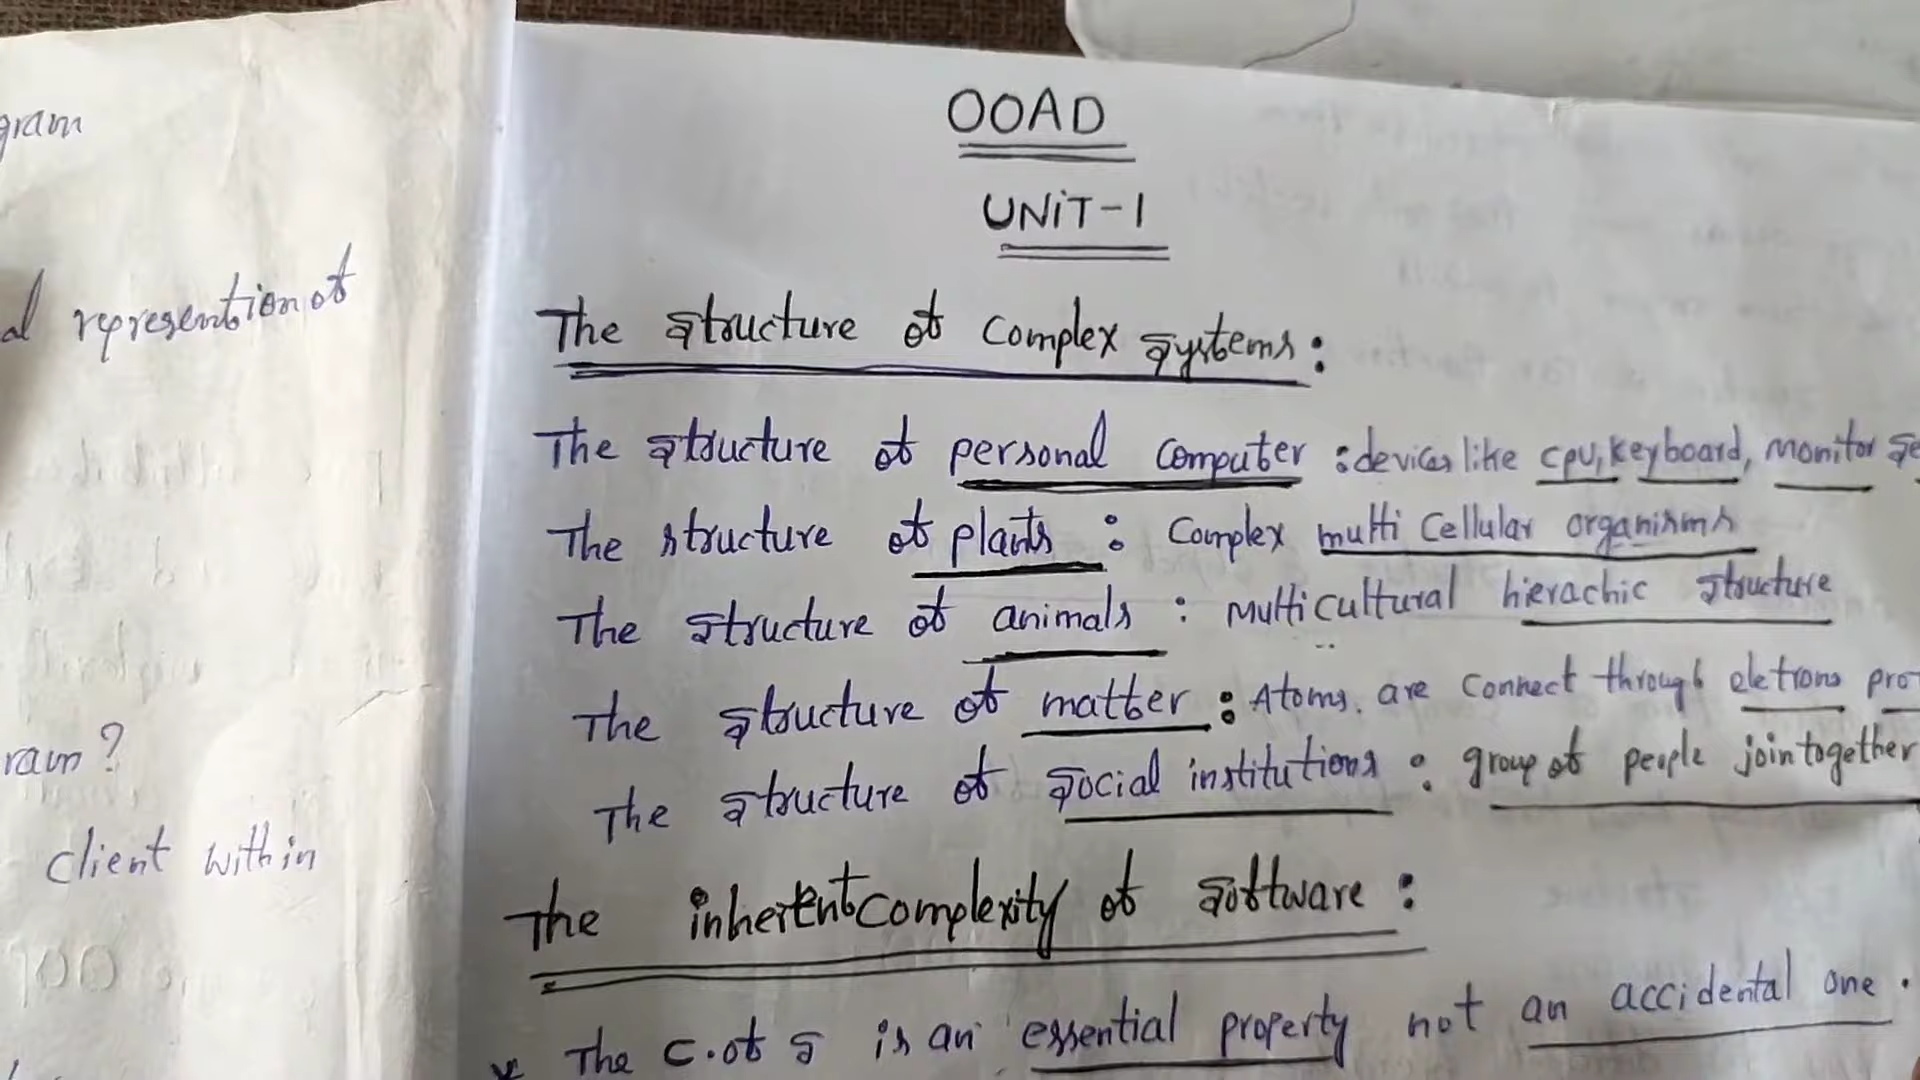 gram
al represention of
ram?
client within
OOAD
UNIT-1
The structure of complex systems:
The structure of personal computer : devices like cpu, keyboard, monitor
The structure of plants : complex multi cellular organisms
The structure of animals : multicultural hierachic structure
The structure of matter : Atoms, are connect through eletrons
The structure of social institutions : group of people join together
The inherent complexity of software :
* The C.of S is an essential property not an accidental one.